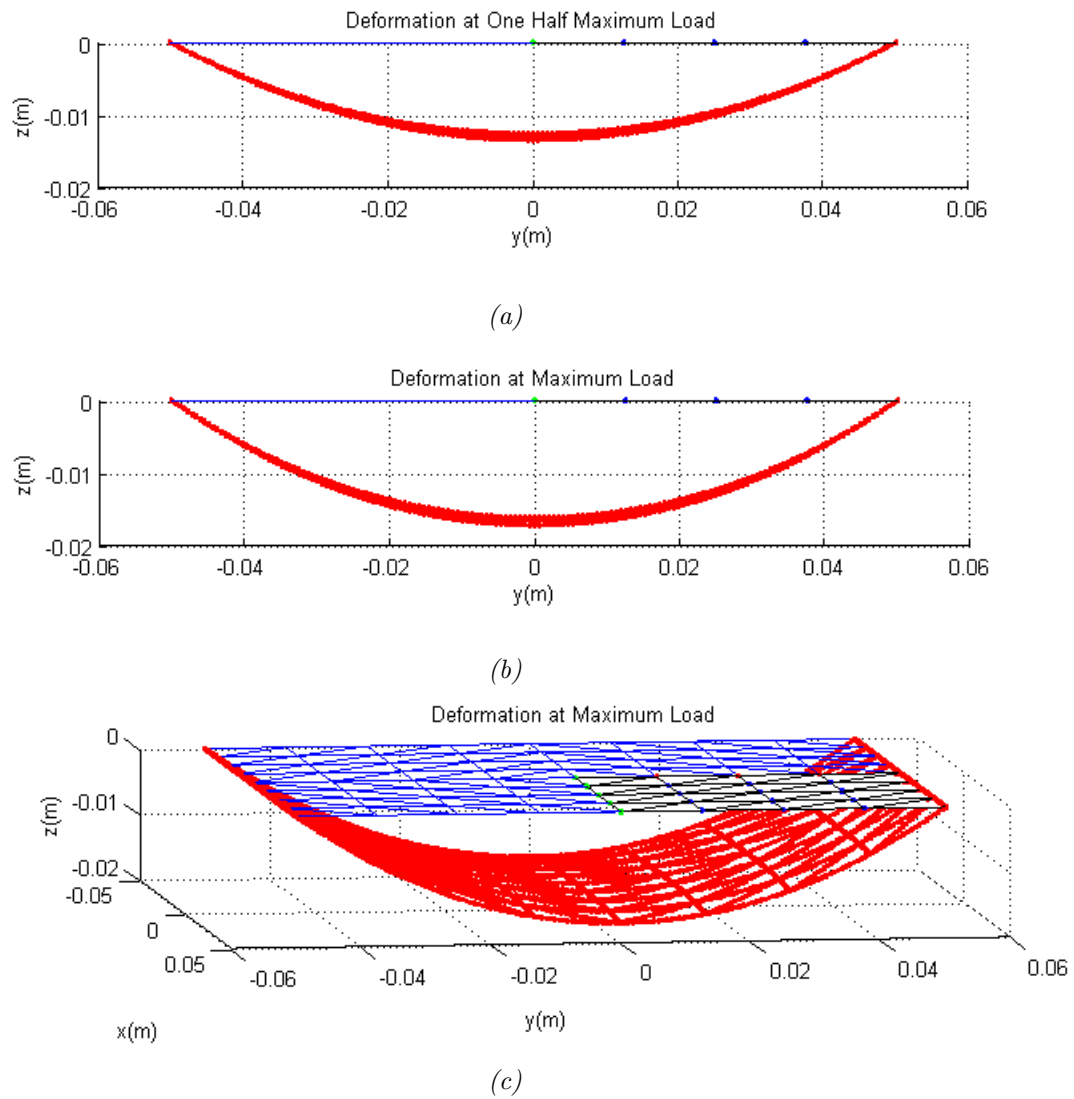 Deformation at One Half Maximum Load
0
-0.01
-0.02
z(m)
-0.06 -0.04 -0.02 0 0.02 0.04 0.06
y(m)
(a)
Deformation at Maximum Load
0
-0.01
-0.02
z(m)
-0.06 -0.04 -0.02 0 0.02 0.04 0.06
y(m)
(b)
Deformation at Maximum Load
0
-0.01
-0.02
z(m)
-0.05
0
0.05
x(m)
-0.06 -0.04 -0.02 0 0.02 0.04 0.06
y(m)
(c)